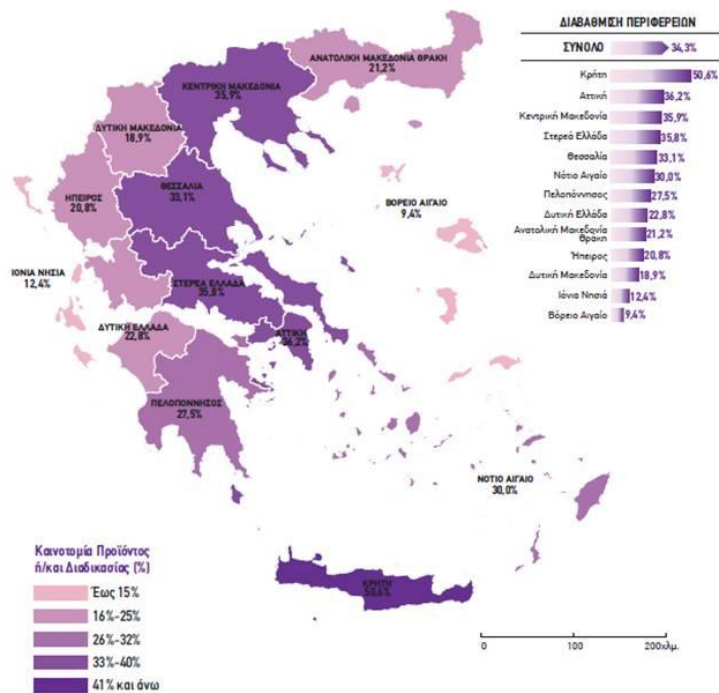 ΑΝΑΤΟΛΙΚΗ ΜΑΚΕΔΟΝΙΑ ΘΡΑΚΗ
21,2%
ΚΕΝΤΡΙΚΗ ΜΑΚΕΔΟΝΙΑ
35,9%
ΔΥΤΙΚΗ ΜΑΚΕΔΟΝΙΑ
18,9%
ΗΠΕΙΡΟΣ
20,8%
ΘΕΣΣΑΛΙΑ
33,1%
ΒΟΡΕΙΟ ΑΙΓΑΙΟ
9,4%
ΙΟΝΙΑ ΝΗΣΙΑ
12,4%
ΣΤΕΡΕΑ ΕΛΛΑΔΑ
35,8%
ΔΥΤΙΚΗ ΕΛΛΑΔΑ
22,8%
ΑΤΤΙΚΗ
36,2%
ΠΕΛΟΠΟΝΝΗΣΟΣ
27,5%
ΝΟΤΙΟ ΑΙΓΑΙΟ
30,0%
ΚΡΗΤΗ
50,6%
ΔΙΑΒΑΘΜΙΣΗ ΠΕΡΙΦΕΡΕΙΩΝ
ΣΥΝΟΛΟ 34,3%
Κρήτη 50,6%
Αττική 36,2%
Κεντρική Μακεδονία 35,9%
Στερεά Ελλάδα 35,8%
Θεσσαλία 33,1%
Νότιο Αιγαίο 30,0%
Πελοπόννησος 27,5%
Δυτική Ελλάδα 22,8%
Ανατολική Μακεδονία
Θράκη 21,2%
Ήπειρος 20,8%
Δυτική Μακεδονία 18,9%
Ιόνια Νησιά 12,4%
Βόρειο Αιγαίο 9,4%
Καινοτομία Προϊόντος
ή/και Διαδικασίας (%)
Έως 15%
16%-25%
26%-32%
33%-40%
41% και άνω
0 100 200χλμ.